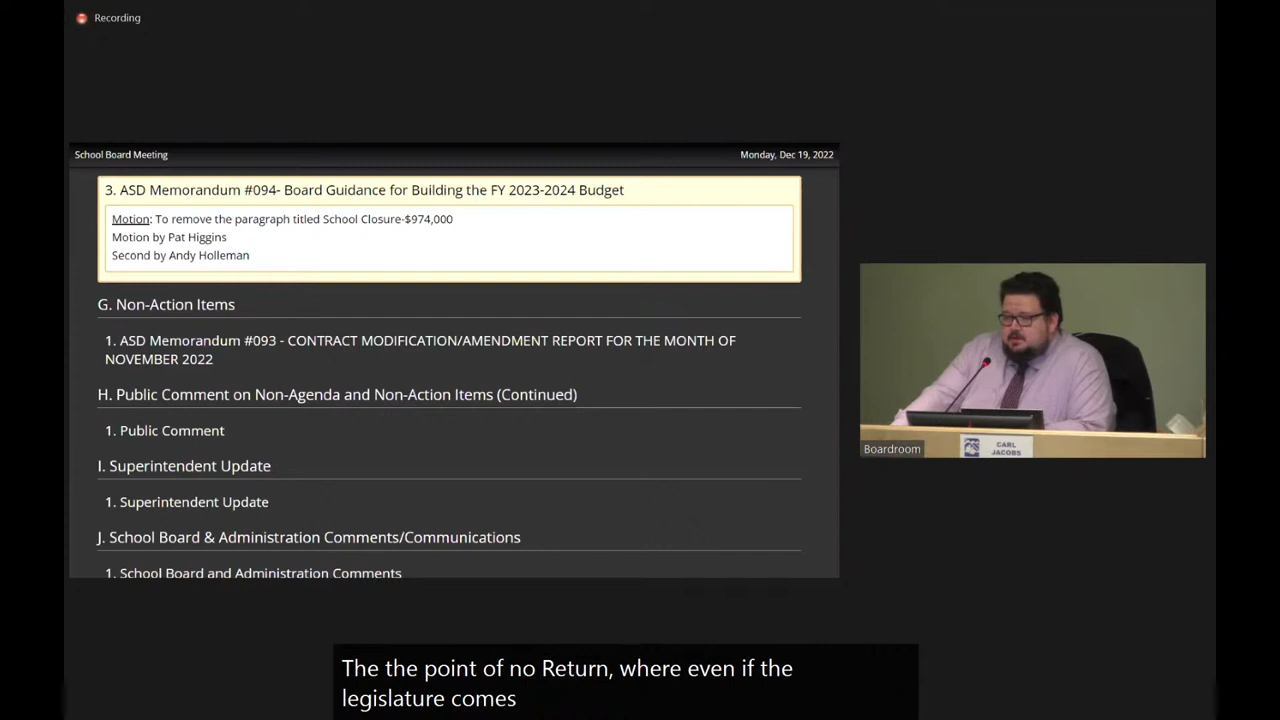 Recording
School Board Meeting
Monday, Dec 19, 2022
3. ASD Memorandum #094- Board Guidance for Building the FY 2023-2024 Budget
Motion: To remove the paragraph titled School Closure-$974,000
Motion by Pat Higgins
Second by Andy Holleman
G. Non-Action Items
1. ASD Memorandum #093 - CONTRACT MODIFICATION/AMENDMENT REPORT FOR THE MONTH OF
NOVEMBER 2022
H. Public Comment on Non-Agenda and Non-Action Items (Continued)
1. Public Comment
I. Superintendent Update
1. Superintendent Update
J. School Board & Administration Comments/Communications
1. School Board and Administration Comments
CARL
JACOBS
Boardroom
The the point of no Return, where even if the
legislature comes